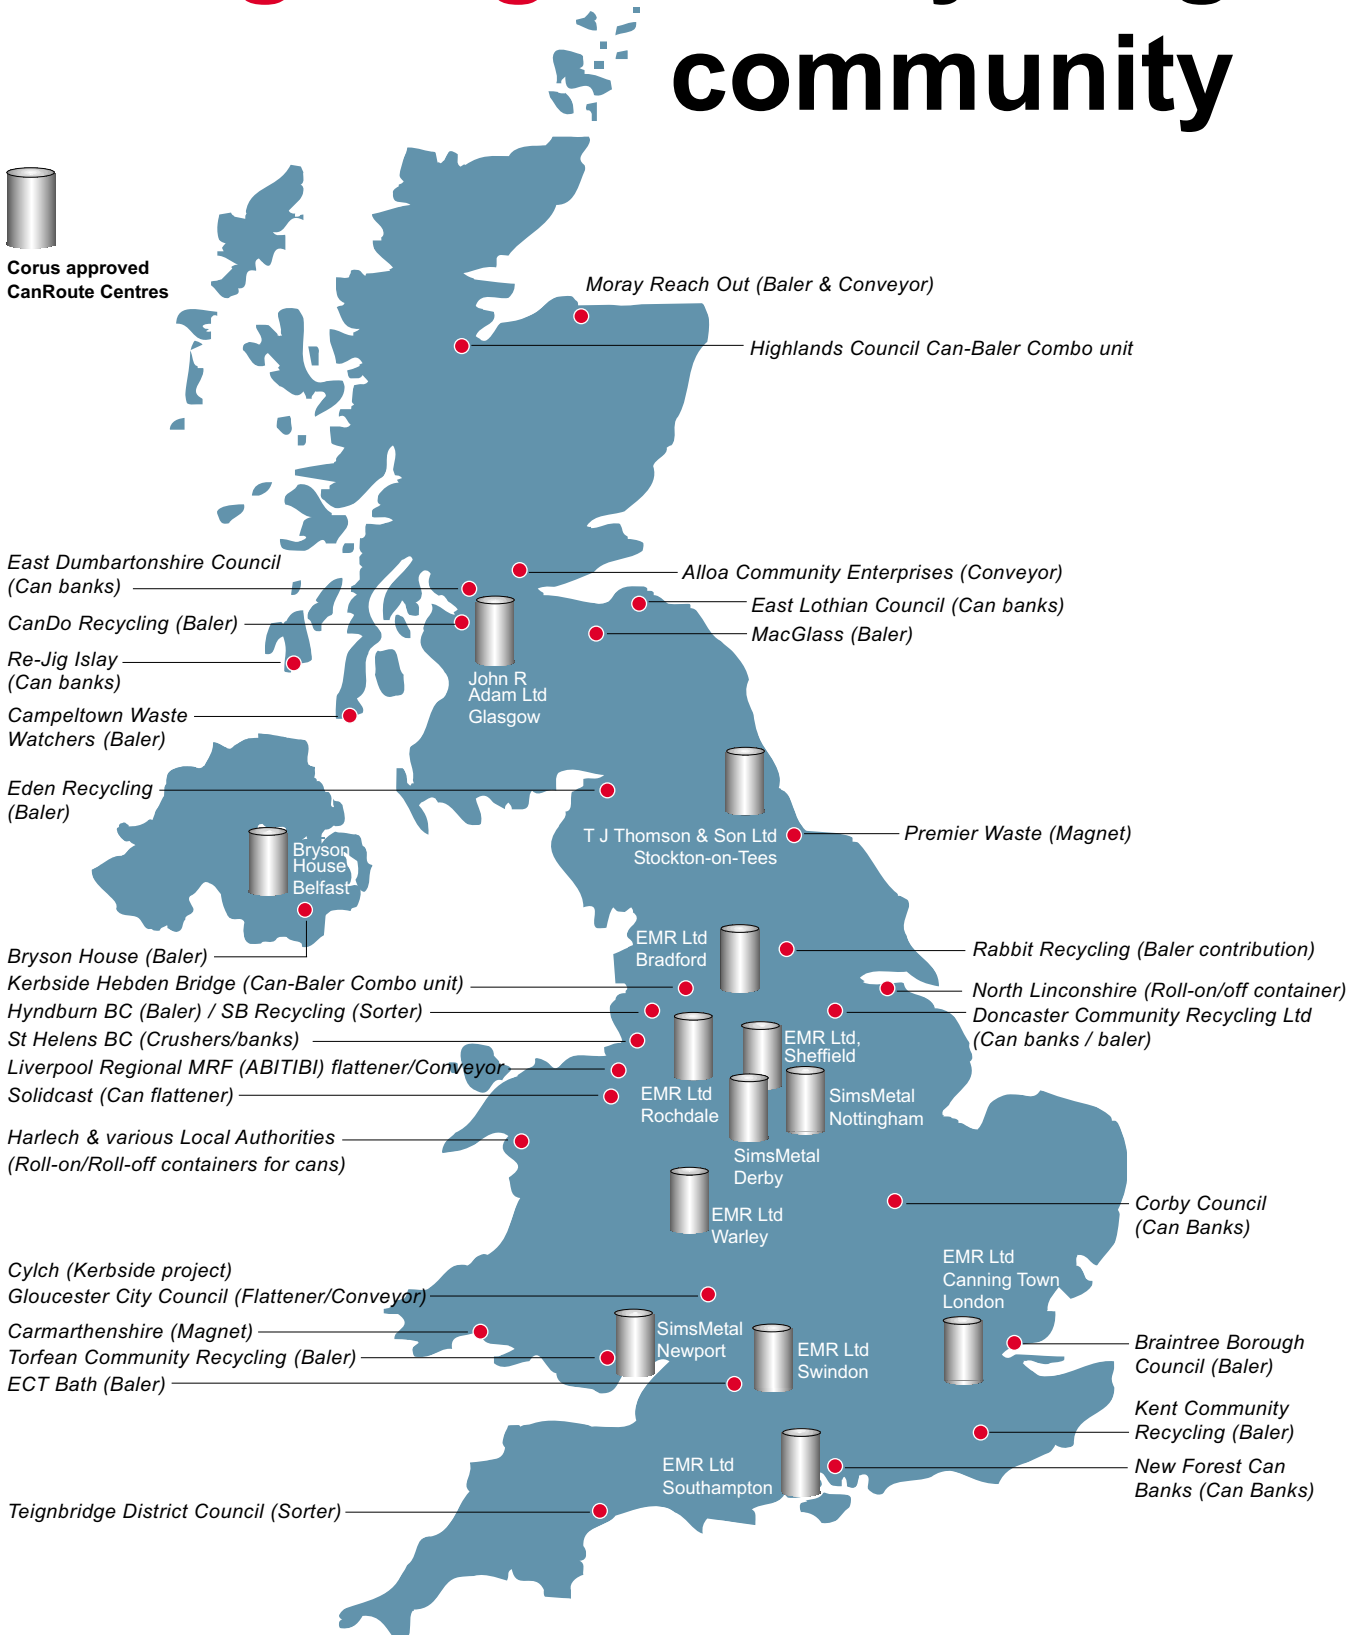 community
Corus approved
CanRoute Centres
Moray Reach Out (Baler & Conveyor)
Highlands Council Can-Baler Combo unit
East Dumbartonshire Council
(Can banks)
CanDo Recycling (Baler)
Re-Jig Islay
(Can banks)
Campeltown Waste
Watchers (Baler)
Alloa Community Enterprises (Conveyor)
East Lothian Council (Can banks)
MacGlass (Baler)
John R
Adam Ltd
Glasgow
Eden Recycling
(Baler)
T J Thomson & Son Ltd
Stockton-on-Tees
Premier Waste (Magnet)
Bryson
House
Belfast
Bryson House (Baler)
Kerbside Hebden Bridge (Can-Baler Combo unit)
Hyndburn BC (Baler) / SB Recycling (Sorter)
St Helens BC (Crushers/banks)
Liverpool Regional MRF (ABITIBI) flattener/Conveyor
Solidcast (Can flattener)
Harlech & various Local Authorities
(Roll-on/Roll-off containers for cans)
EMR Ltd
Bradford
Rabbit Recycling (Baler contribution)
North Linconshire (Roll-on/off container)
Doncaster Community Recycling Ltd
(Can banks / baler)
EMR Ltd,
Sheffield
EMR Ltd
Rochdale
SimsMetal
Nottingham
SimsMetal
Derby
EMR Ltd
Warley
Corby Council
(Can Banks)
EMR Ltd
Canning Town
London
Cylch (Kerbside project)
Gloucester City Council (Flattener/Conveyor)
Carmarthenshire (Magnet)
Torfean Community Recycling (Baler)
ECT Bath (Baler)
SimsMetal
Newport
EMR Ltd
Swindon
Braintree Borough
Council (Baler)
Kent Community
Recycling (Baler)
New Forest Can
Banks (Can Banks)
EMR Ltd
Southampton
Teignbridge District Council (Sorter)